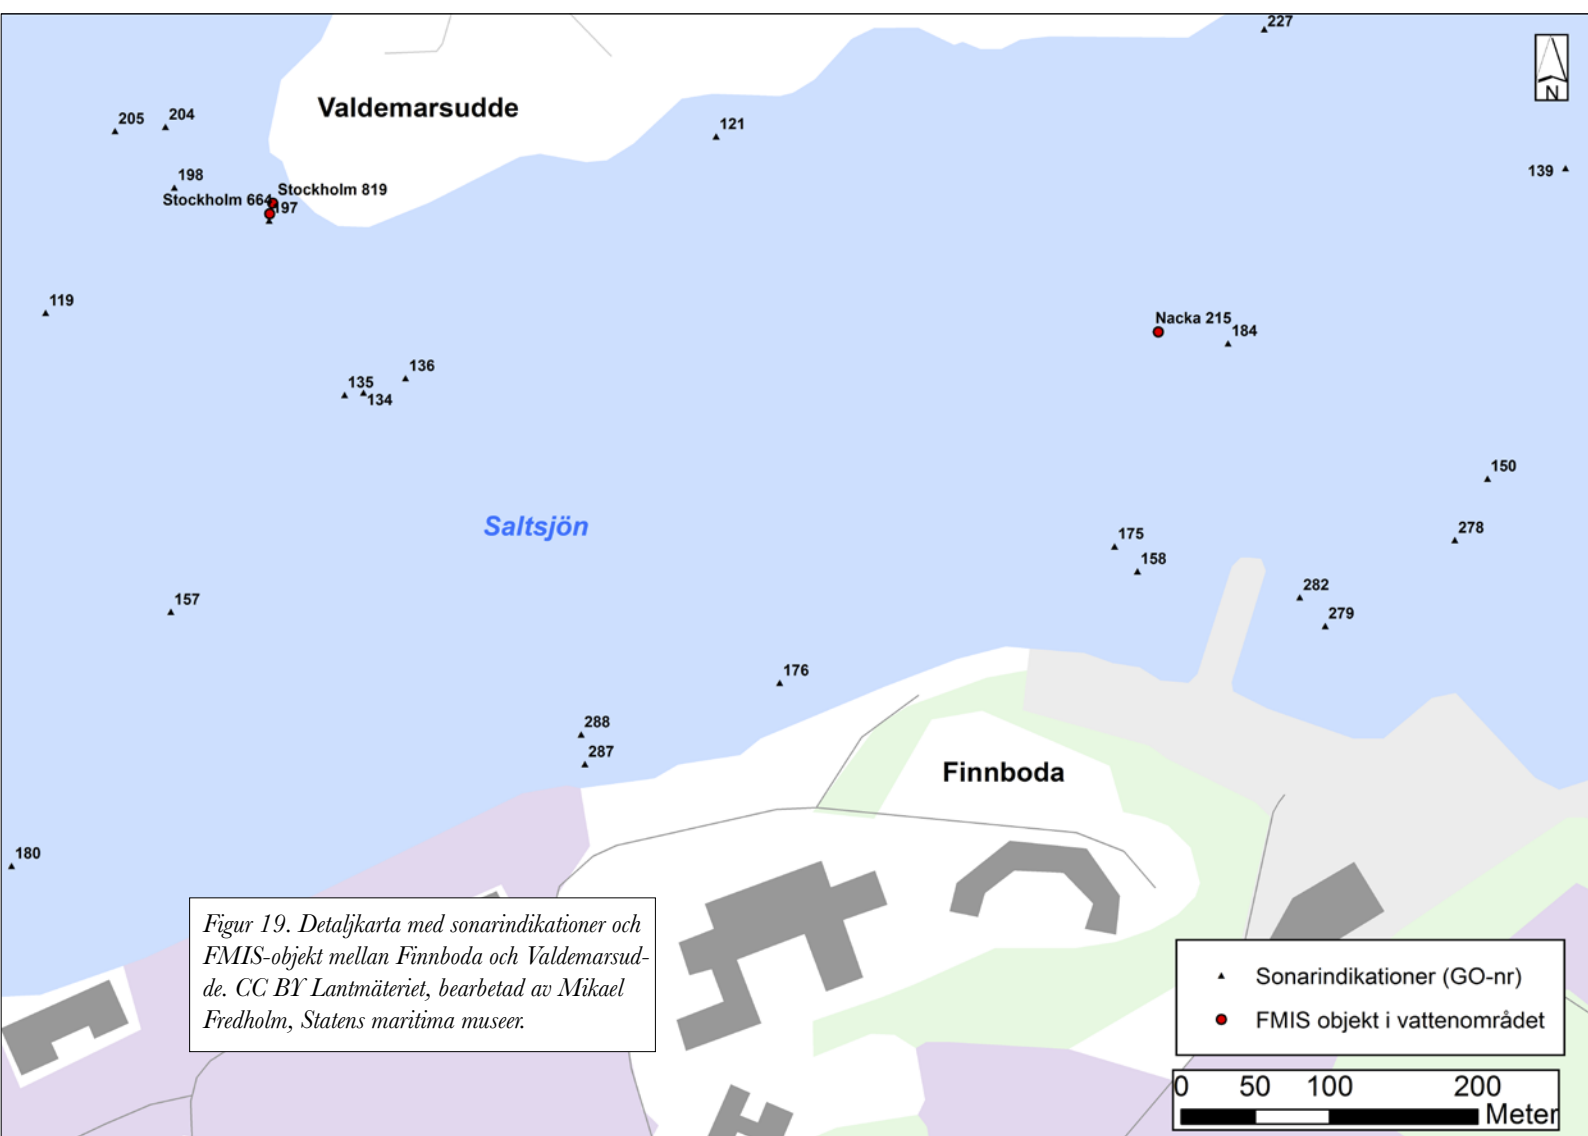 227
Valdemarsudde
N
205
204
121
139
198
Stockholm 819
Stockholm 664
197
119
Nacka 215
184
136
135
134
150
Saltsjön
278
175
158
282
157
279
176
288
287
Finnboda
180
Figur 19. Detaljkarta med sonarindikationer och
FMIS-objekt mellan Finnboda och Valdemarsud-
de. CC BY Lantmäteriet, bearbetad av Mikael
Fredholm, Statens maritima museer.
Sonarindikationer (GO-nr)
FMIS objekt i vattenområdet
0 50 100 200
Meter